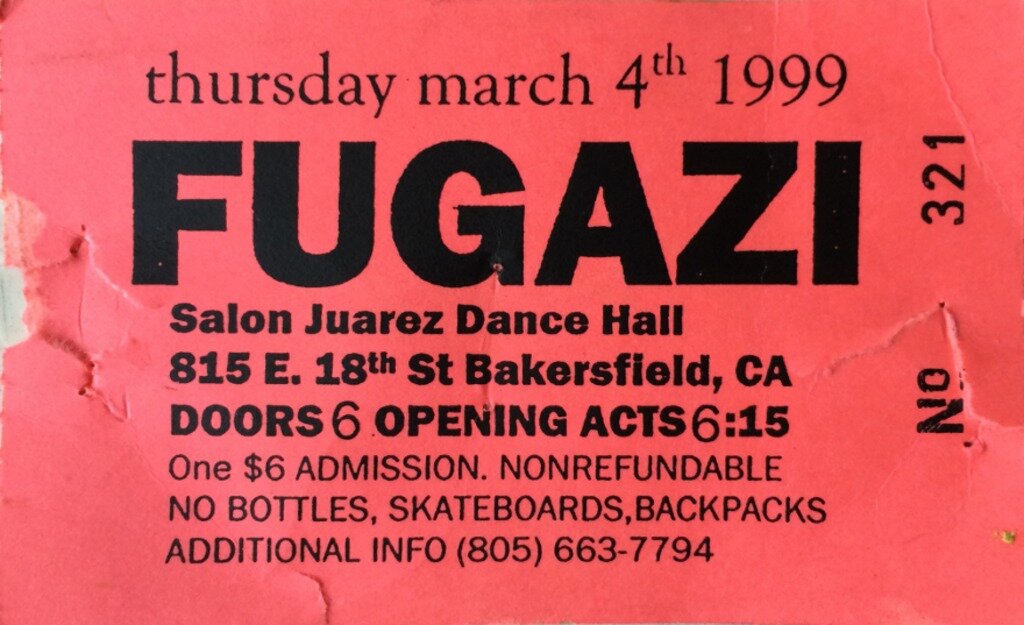 thursday march 4th 1999
FUGAZI
Salon Juarez Dance Hall
815 E. 18th St Bakersfield, CA
DOORS 6 OPENING ACTS 6:15
One $6 ADMISSION. NONREFUNDABLE
NO BOTTLES, SKATEBOARDS,BACKPACKS
ADDITIONAL INFO (805) 663-7794
No 321